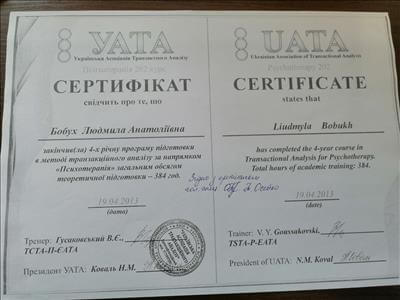 УАТА
Українська Асоціація Транзактного Аналізу
СЕРТИФІКАТ
свідчить про те, що
Бобух Людмила Анатоліївна
закінчив(ла) 4-х річну програму підготовки
в методі транзакційного аналізу за напрямком
«Психотерапія» загальним обсягом
теоретичної підготовки – 384 год.
19.04.2013
(дата)
Тренер: Гусаковський В.Є.,
ТСТА-П-ЄАТА
Президент УАТА: Коваль Н.М.
UATA
Ukrainian Association of Transactional Analysis
Psychotherapy 202
CERTIFICATE
states that
Liudmyla Bobukh
has completed the 4-year course in
Transactional Analysis for Psychotherapy.
Total hours of academic training: 384.
19.04.2013
(date)
Trainer: V. Y. Goussakovski,
TSTA-P-EATA
President of UATA: N.M. Koval